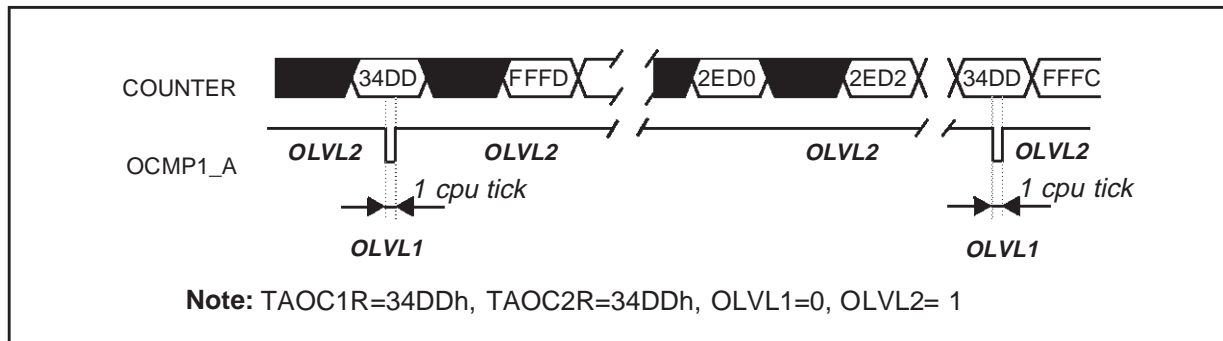 COUNTER 34DD FFFD 2ED0 2ED2 34DD FFFC
OLVL2 OLVL2 OLVL2 OLVL2
OCMP1_A
1 cpu tick 1 cpu tick
OLVL1 OLVL1
Note: TAOC1R=34DDh, TAOC2R=34DDh, OLVL1=0, OLVL2= 1